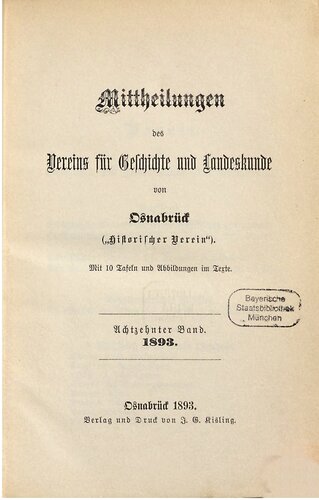 Mittheilungen
des
Vereins für Geschichte und Landeskunde
von
Osnabrück
(„Historischer Verein“).
Mit 10 Tafeln und Abbildungen im Texte.
Achtzehnter Band.
1893.
Bayerische
Staatsbibliothek
München
Osnabrück 1893.
Verlag und Druck von J. G. Kisling.